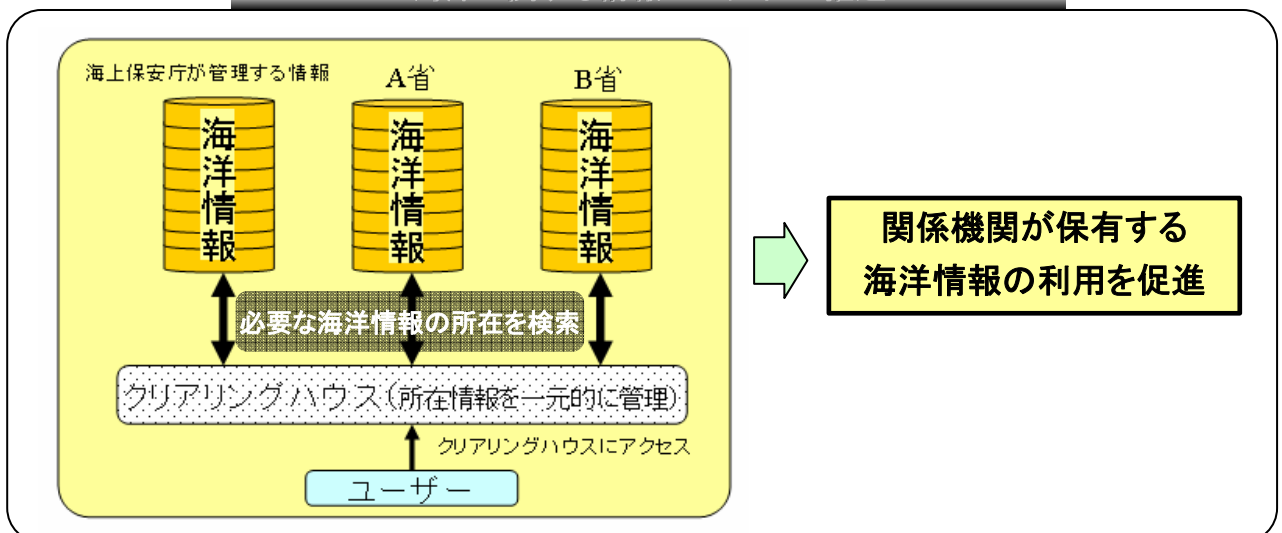 海上保安庁が管理する情報
A省
B省
海洋情報
海洋情報
海洋情報
必要な海洋情報の所在を検索
クリアリングハウス(所在情報を一元的に管理)
クリアリングハウスにアクセス
ユーザー
関係機関が保有する
海洋情報の利用を促進